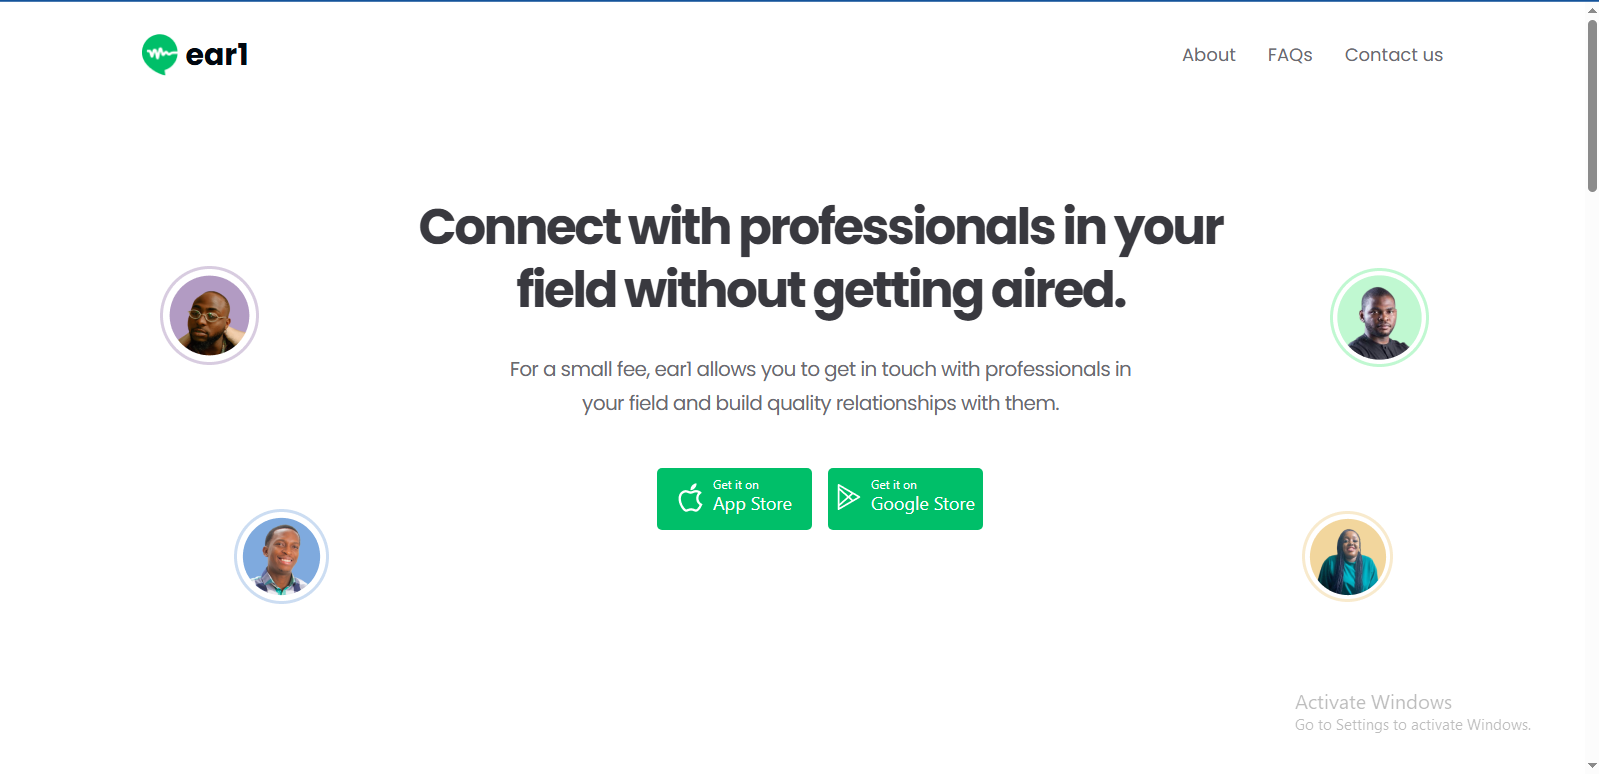 ear1
About FAQs Contact us
Connect with professionals in your
field without getting aired.
For a small fee, ear1 allows you to get in touch with professionals in
your field and build quality relationships with them.
Get it on
App Store
Get it on
Google Store
Activate Windows
Go to Settings to activate Windows.